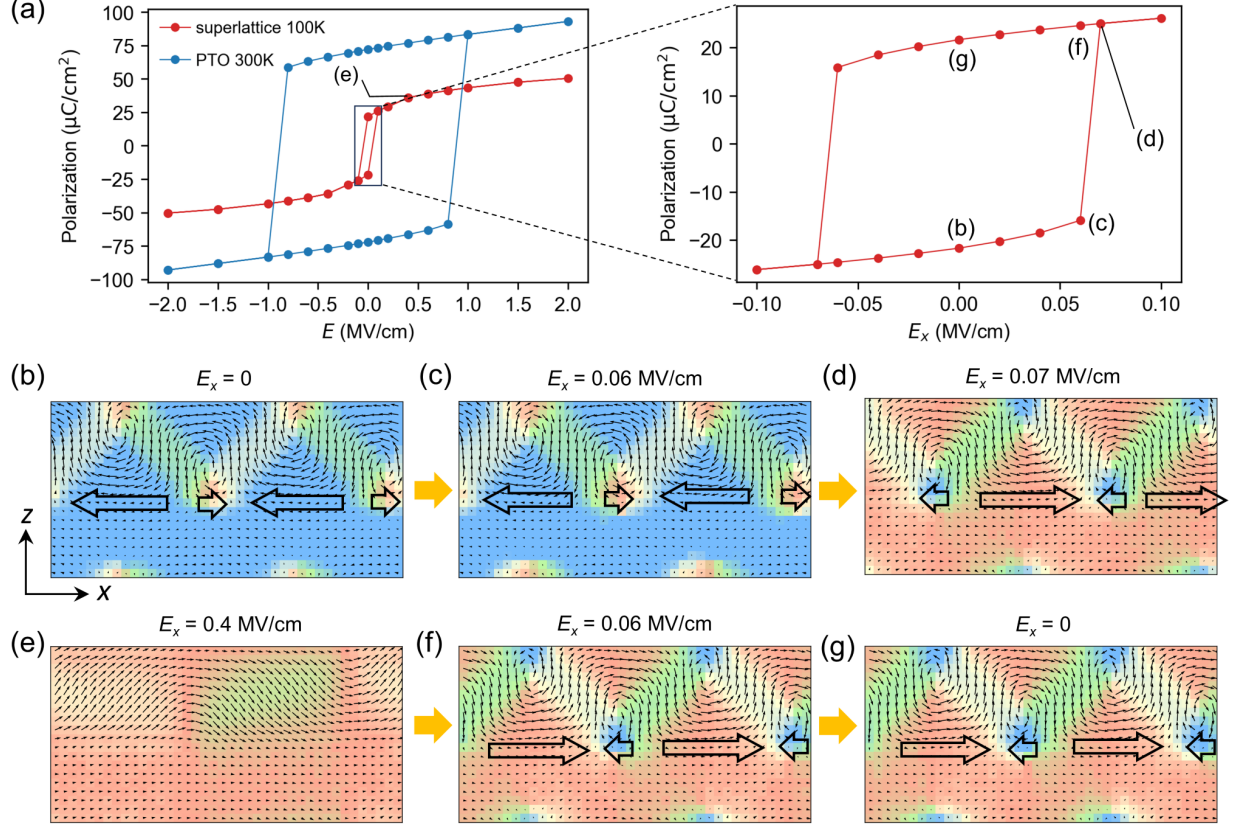 (a)
100
75
50
25
0
−25
−50
−75
−100
Polarization (μC/cm²)
superlattice 100K
PTO 300K
(e)
−2.0 −1.5 −1.0 −0.5 0.0 0.5 1.0 1.5 2.0
E (MV/cm)
20
10
0
−10
−20
Polarization (μC/cm²)
(g)
(f)
(d)
(b)
(c)
−0.10 −0.05 0.00 0.05 0.10
Eₓ (MV/cm)
(b)
Eₓ = 0
(c)
Eₓ = 0.06 MV/cm
(d)
Eₓ = 0.07 MV/cm
z
x
(e)
Eₓ = 0.4 MV/cm
(f)
Eₓ = 0.06 MV/cm
(g)
Eₓ = 0